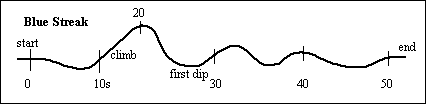 Blue Streak
20
start
climb
end
first dip
0
10s
30
40
50